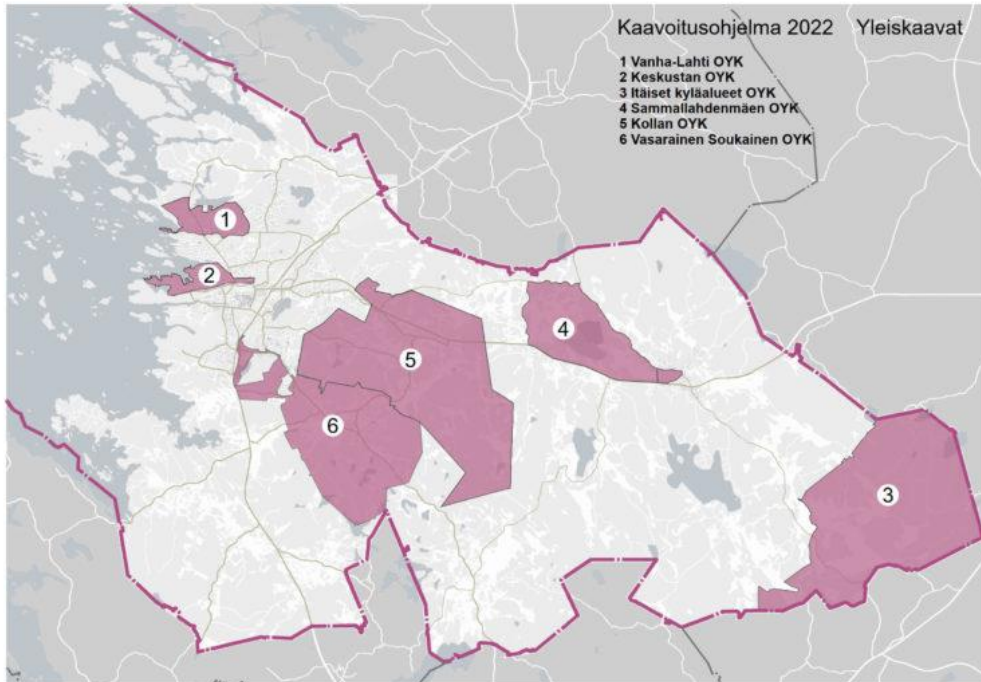 Kaavoitusohjelma 2022 Yleiskaavat
1 Vanha-Lahti OYK
2 Keskustan OYK
3 Itäiset kyläalueet OYK
4 Sammallahdenmäen OYK
5 Kollan OYK
6 Vasarainen Soukainen OYK
1
2
4
5
6
3